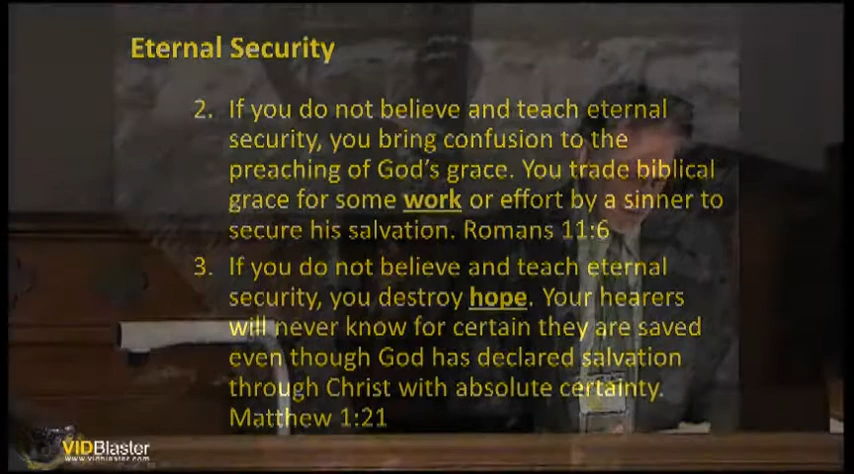 Eternal Security
2. If you do not believe and teach eternal
security, you bring confusion to the
preaching of God's grace. You trade biblical
grace for some work or effort by a sinner to
secure his salvation. Romans 11:6
3. If you do not believe and teach eternal
security, you destroy hope. Your hearers
will never know for certain they are saved
even though God has declared salvation
through Christ with absolute certainty.
Matthew 1:21
VIDBlaster
www.vidblaster.com